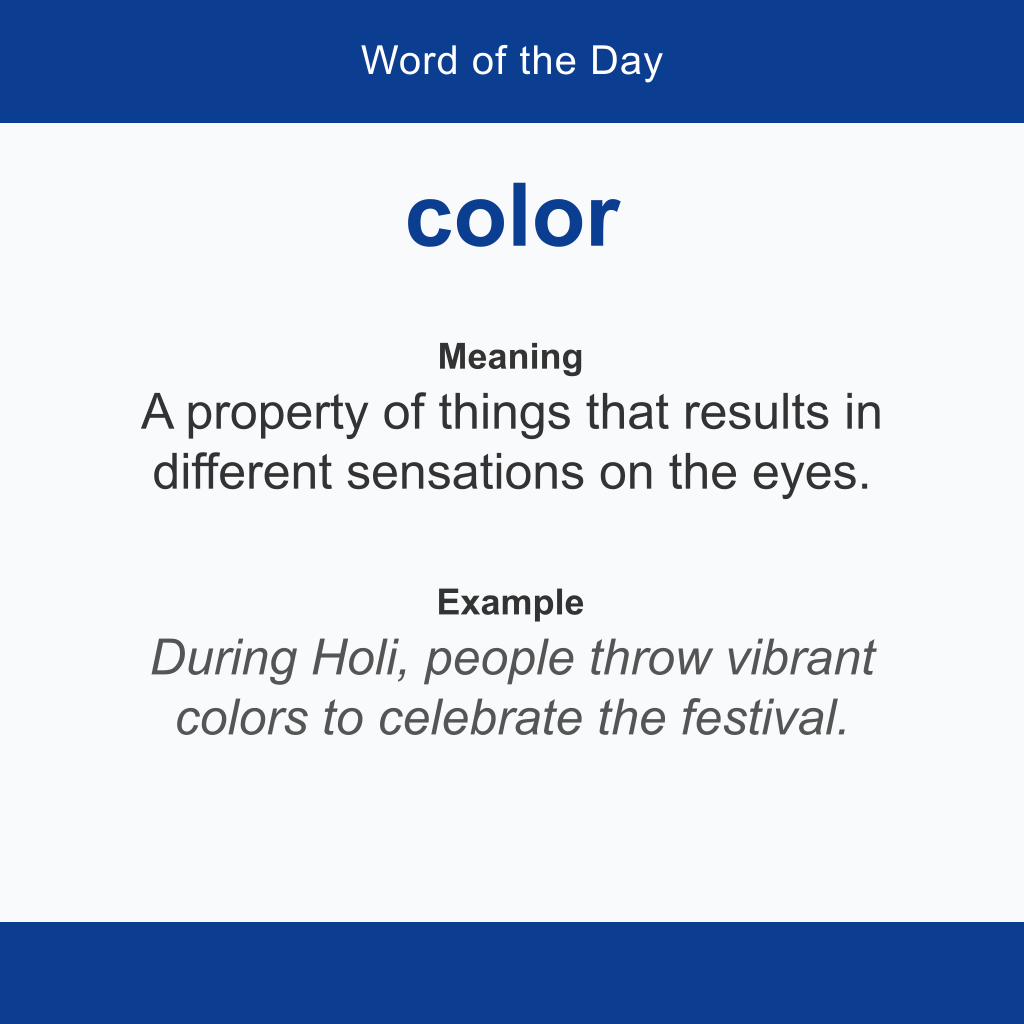 Word of the Day
color
Meaning
A property of things that results in
different sensations on the eyes.
Example
During Holi, people throw vibrant
colors to celebrate the festival.